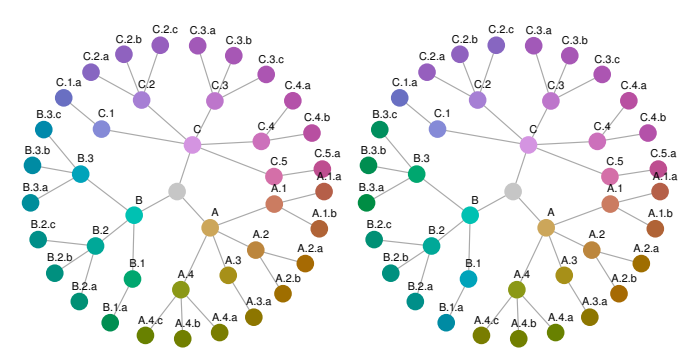 C.3.a
C.2.c
C.2.b
C.3.b
C.2.a
C.3.c
C.2
C.3
C.4.a
C.1.a
C.1
C
C.4
C.4.b
B.3.c
B.3.b
B.3
C.5
C.5.a
A.1.a
B.3.a
B
A.1
A
A.1.b
B.2.c
B.2
A.2
A.2.a
B.2.b
B.1
A.4
A.3
A.2.b
B.2.a
B.1.a
A.3.a
A.4.c
A.4.b
A.4.a
C.3.a
C.2.c
C.2.b
C.3.b
C.2.a
C.3.c
C.2
C.3
C.4.a
C.1.a
C.1
C
C.4
C.4.b
B.3.c
B.3.b
B.3
C.5
C.5.a
A.1.a
B.3.a
B
A.1
A
A.1.b
B.2.c
B.2
A.2
A.2.a
B.2.b
B.1
A.4
A.3
A.2.b
B.2.a
B.1.a
A.3.a
A.4.c
A.4.b
A.4.a